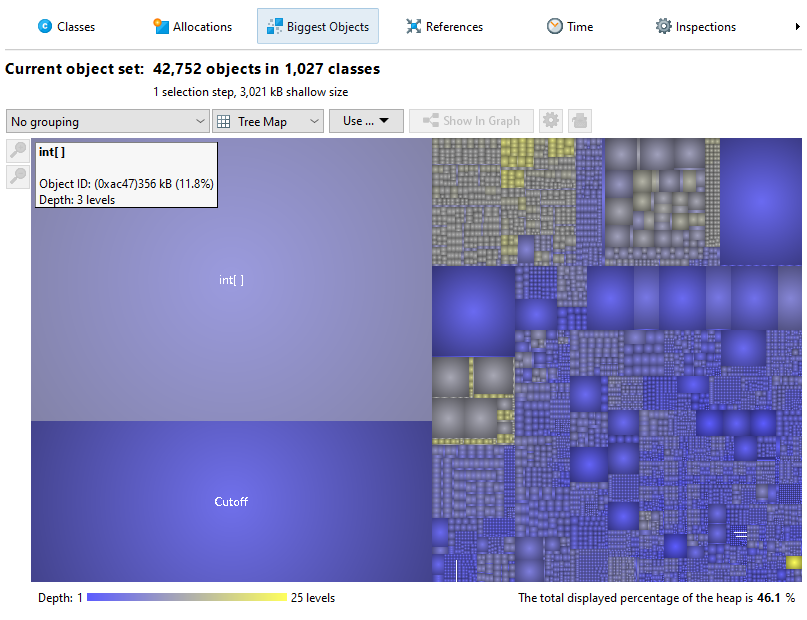 Classes Allocations Biggest Objects References Time Inspections
Current object set: 42,752 objects in 1,027 classes
1 selection step, 3,021 kB shallow size
No grouping Tree Map Use ... Show In Graph
int[ ]
Object ID: (0xac47)356 kB (11.8%)
Depth: 3 levels
int[ ]
Cutoff
Depth: 1 25 levels The total displayed percentage of the heap is 46.1 %